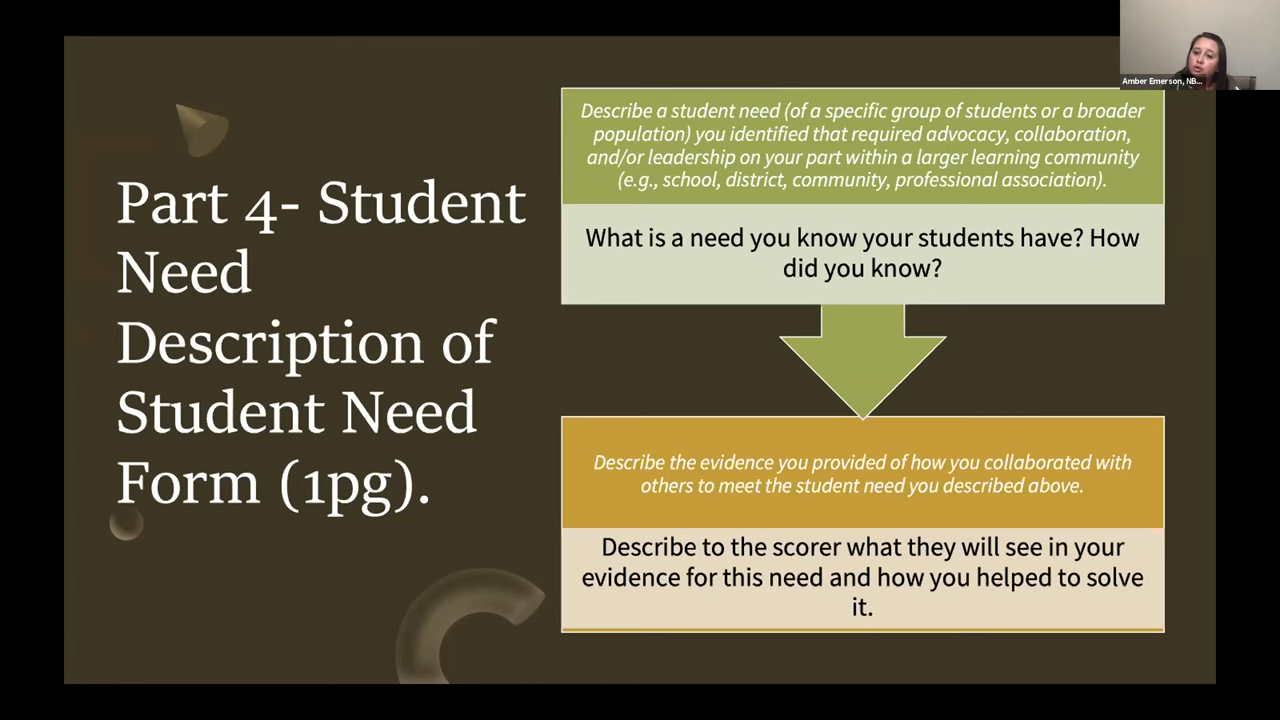 Amber Emerson, NB...
Part 4- Student
Need
Description of
Student Need
Form (1pg).
Describe a student need (of a specific group of students or a broader
population) you identified that required advocacy, collaboration,
and/or leadership on your part within a larger learning community
(e.g., school, district, community, professional association).
What is a need you know your students have? How
did you know?
Describe the evidence you provided of how you collaborated with
others to meet the student need you described above.
Describe to the scorer what they will see in your
evidence for this need and how you helped to solve
it.